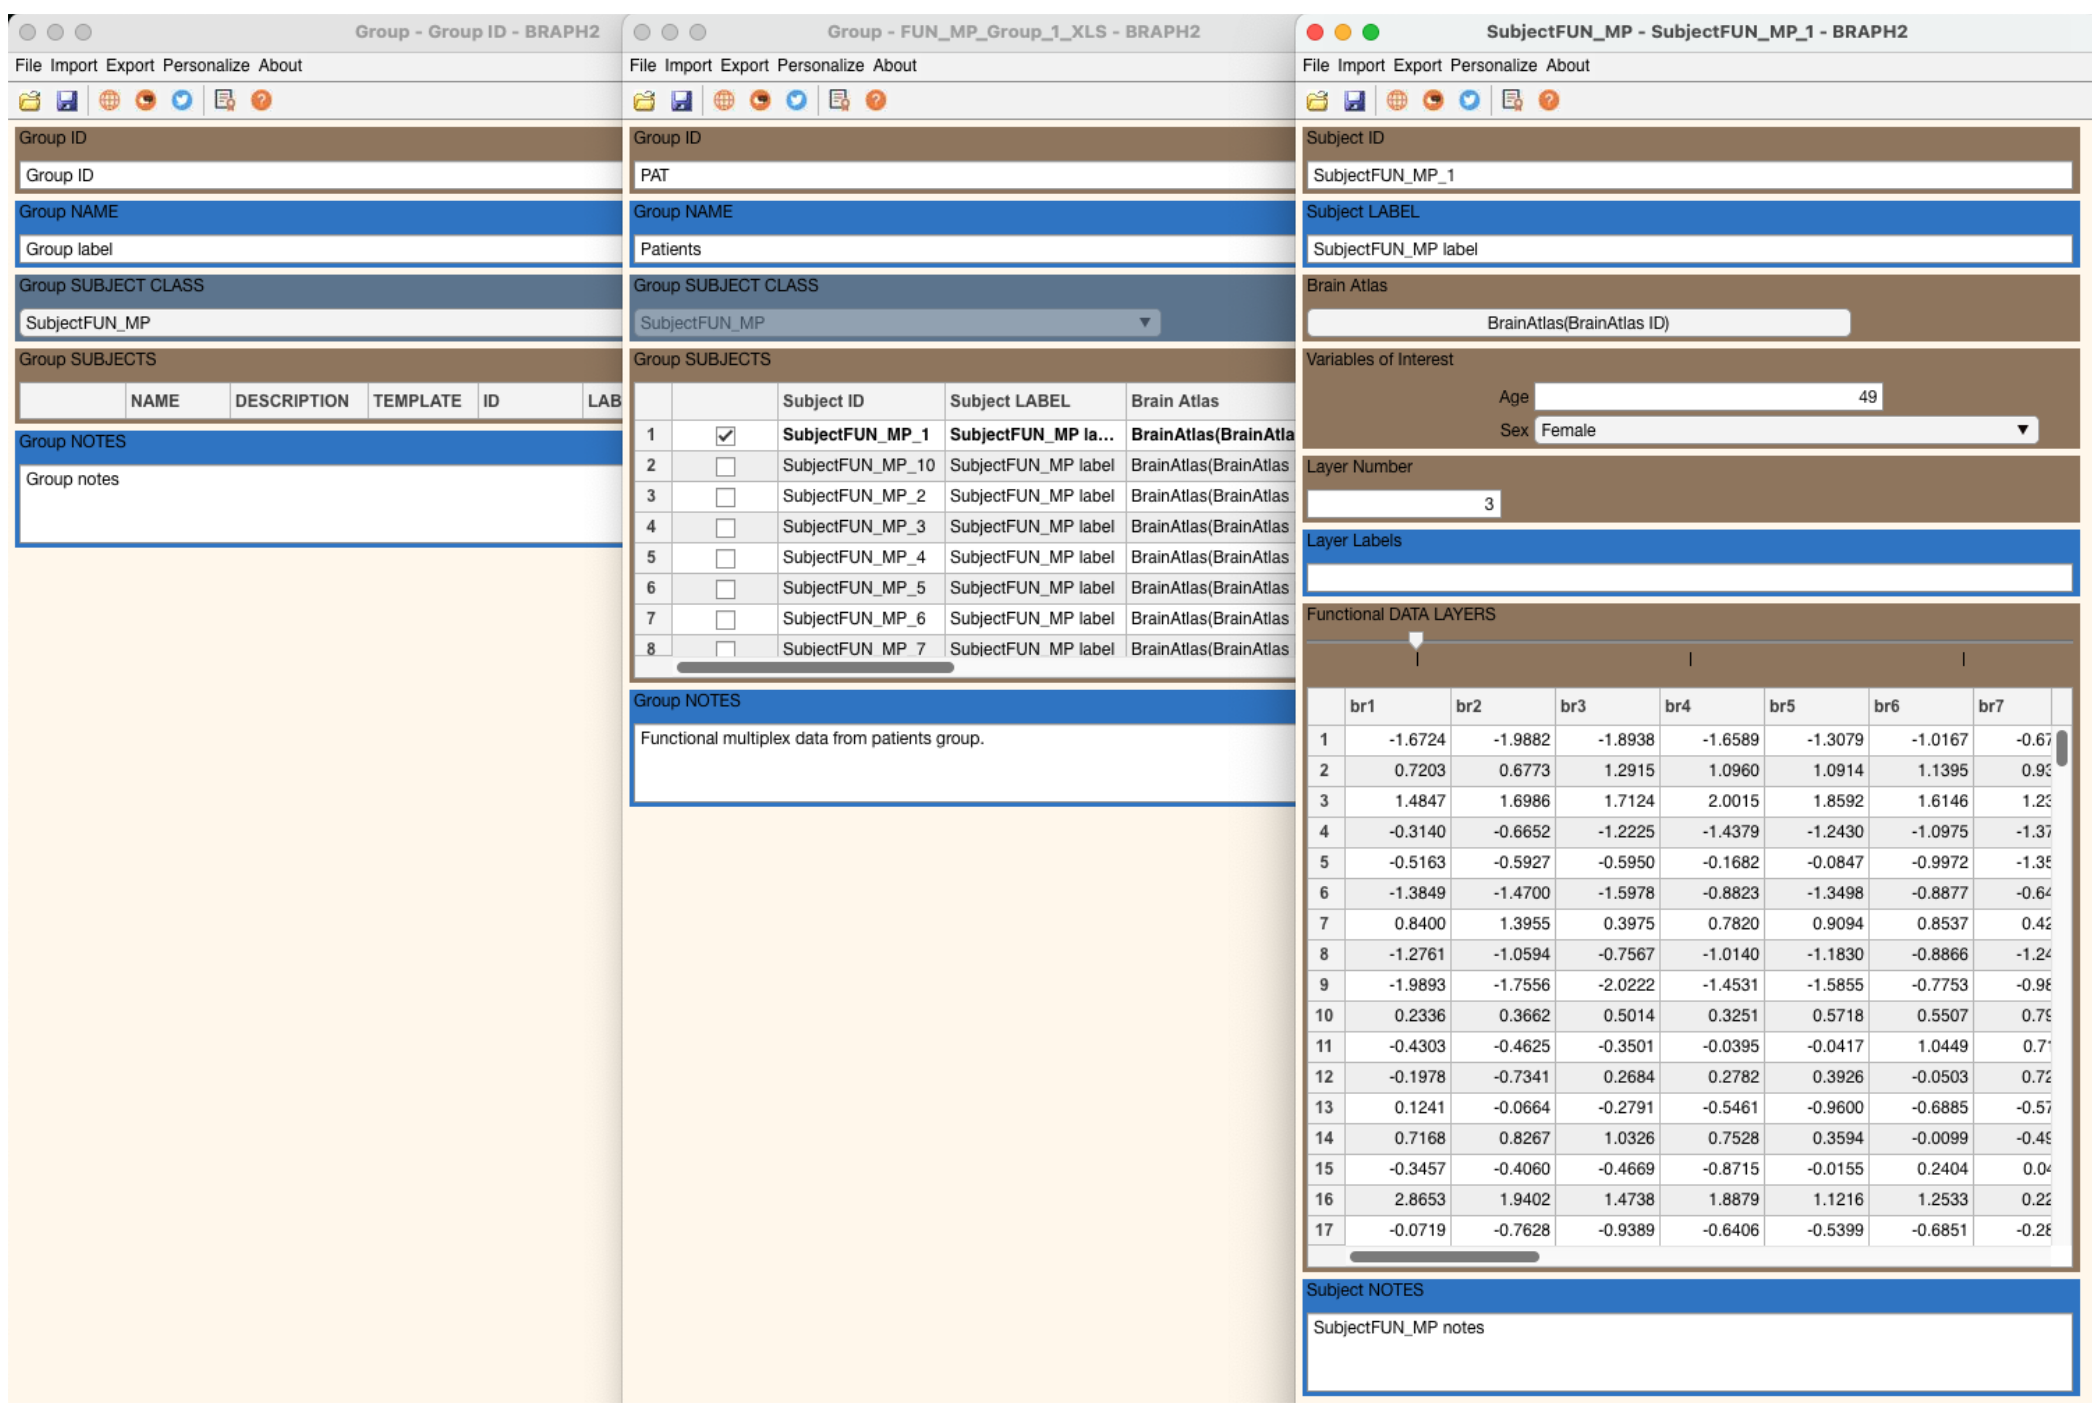 Group - Group ID - BRAPH2
File Import Export Personalize About
Group ID
Group ID
Group NAME
Group label
Group SUBJECT CLASS
SubjectFUN_MP
Group SUBJECTS
NAME DESCRIPTION TEMPLATE ID LAB
Group NOTES
Group notes
Group - FUN_MP_Group_1_XLS - BRAPH2
File Import Export Personalize About
Group ID
PAT
Group NAME
Patients
Group SUBJECT CLASS
SubjectFUN_MP
Group SUBJECTS
Subject ID Subject LABEL Brain Atlas
1 SubjectFUN_MP_1 SubjectFUN_MP la... BrainAtlas(BrainAtla
2 SubjectFUN_MP_10 SubjectFUN_MP label BrainAtlas(BrainAtlas
3 SubjectFUN_MP_2 SubjectFUN_MP label BrainAtlas(BrainAtlas
4 SubjectFUN_MP_3 SubjectFUN_MP label BrainAtlas(BrainAtlas
5 SubjectFUN_MP_4 SubjectFUN_MP label BrainAtlas(BrainAtlas
6 SubjectFUN_MP_5 SubjectFUN_MP label BrainAtlas(BrainAtlas
7 SubjectFUN_MP_6 SubjectFUN_MP label BrainAtlas(BrainAtlas
8 SubjectFUN_MP_7 SubjectFUN_MP label BrainAtlas(BrainAtlas
Group NOTES
Functional multiplex data from patients group.
SubjectFUN_MP - SubjectFUN_MP_1 - BRAPH2
File Import Export Personalize About
Subject ID
SubjectFUN_MP_1
Subject LABEL
SubjectFUN_MP label
Brain Atlas
BrainAtlas(BrainAtlas ID)
Variables of Interest
Age 49
Sex Female
Layer Number
3
Layer Labels
Functional DATA LAYERS
br1 br2 br3 br4 br5 br6 br7
1 -1.6724 -1.9882 -1.8938 -1.6589 -1.3079 -1.0167 -0.67
2 0.7203 0.6773 1.2915 1.0960 1.0914 1.1395 0.93
3 1.4847 1.6986 1.7124 2.0015 1.8592 1.6146 1.23
4 -0.3140 -0.6652 -1.2225 -1.4379 -1.2430 -1.0975 -1.37
5 -0.5163 -0.5927 -0.5950 -0.1682 -0.0847 -0.9972 -1.35
6 -1.3849 -1.4700 -1.5978 -0.8823 -1.3498 -0.8877 -0.64
7 0.8400 1.3955 0.3975 0.7820 0.9094 0.8537 0.42
8 -1.2761 -1.0594 -0.7567 -1.0140 -1.1830 -0.8866 -1.24
9 -1.9893 -1.7556 -2.0222 -1.4531 -1.5855 -0.7753 -0.98
10 0.2336 0.3662 0.5014 0.3251 0.5718 0.5507 0.79
11 -0.4303 -0.4625 -0.3501 -0.0395 -0.0417 1.0449 0.71
12 -0.1978 -0.7341 0.2684 0.2782 0.3926 -0.0503 0.72
13 0.1241 -0.0664 -0.2791 -0.5461 -0.9600 -0.6885 -0.57
14 0.7168 0.8267 1.0326 0.7528 0.3594 -0.0099 -0.49
15 -0.3457 -0.4060 -0.4669 -0.8715 -0.0155 0.2404 0.04
16 2.8653 1.9402 1.4738 1.8879 1.1216 1.2533 0.22
17 -0.0719 -0.7628 -0.9389 -0.6406 -0.5399 -0.6851 -0.28
Subject NOTES
SubjectFUN_MP notes